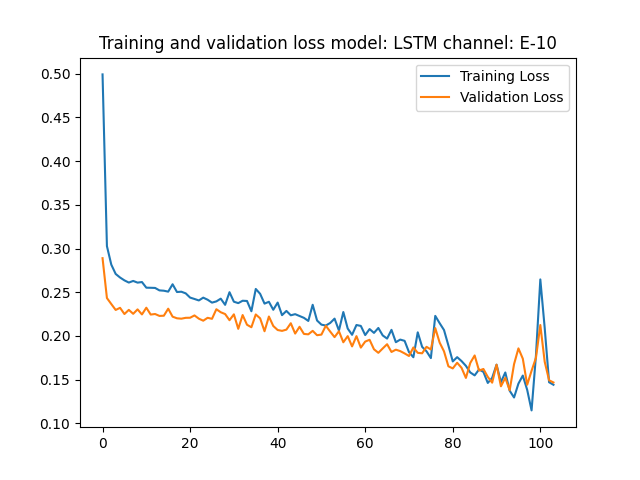 Training and validation loss model: LSTM channel: E-10
Training Loss
Validation Loss
0.50
0.45
0.40
0.35
0.30
0.25
0.20
0.15
0.10
0 20 40 60 80 100